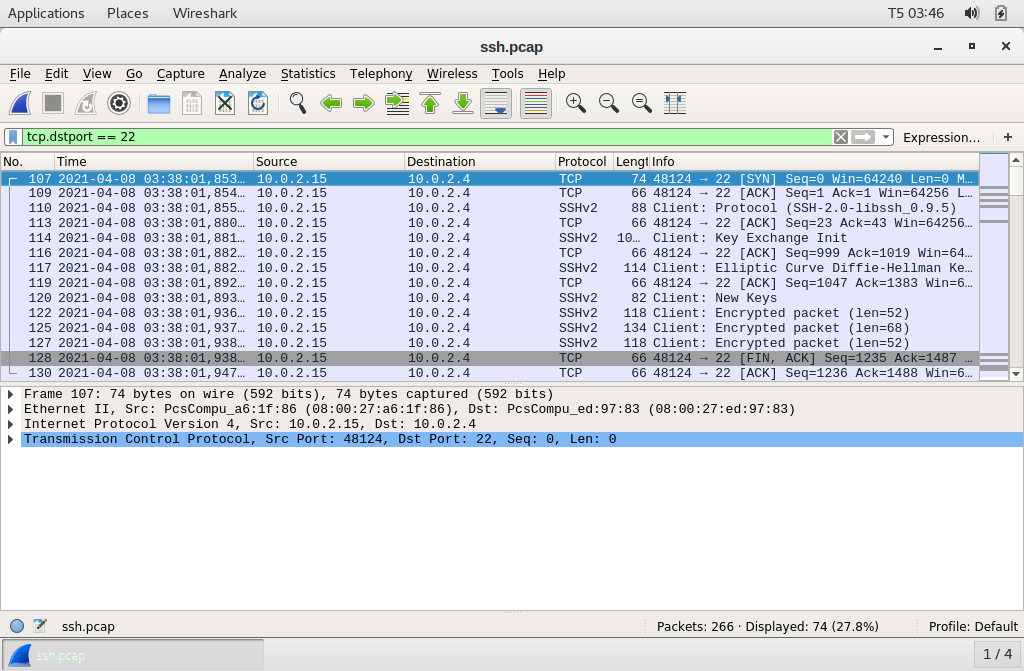 Applications Places Wireshark T5 03:46
ssh.pcap
File Edit View Go Capture Analyze Statistics Telephony Wireless Tools Help
tcp.dstport == 22 Expression... +
No. Time Source Destination Protocol Lengt Info
107 2021-04-08 03:38:01,853... 10.0.2.15 10.0.2.4 TCP 74 48124 → 22 [SYN] Seq=0 Win=64240 Len=0 M...
109 2021-04-08 03:38:01,854... 10.0.2.15 10.0.2.4 TCP 66 48124 → 22 [ACK] Seq=1 Ack=1 Win=64256 L...
110 2021-04-08 03:38:01,855... 10.0.2.15 10.0.2.4 SSHv2 88 Client: Protocol (SSH-2.0-libssh_0.9.5)
113 2021-04-08 03:38:01,880... 10.0.2.15 10.0.2.4 TCP 66 48124 → 22 [ACK] Seq=23 Ack=43 Win=64256...
114 2021-04-08 03:38:01,881... 10.0.2.15 10.0.2.4 SSHv2 10... Client: Key Exchange Init
116 2021-04-08 03:38:01,882... 10.0.2.15 10.0.2.4 TCP 66 48124 → 22 [ACK] Seq=999 Ack=1019 Win=64...
117 2021-04-08 03:38:01,882... 10.0.2.15 10.0.2.4 SSHv2 114 Client: Elliptic Curve Diffie-Hellman Ke...
119 2021-04-08 03:38:01,892... 10.0.2.15 10.0.2.4 TCP 66 48124 → 22 [ACK] Seq=1047 Ack=1383 Win=6...
120 2021-04-08 03:38:01,893... 10.0.2.15 10.0.2.4 SSHv2 82 Client: New Keys
122 2021-04-08 03:38:01,936... 10.0.2.15 10.0.2.4 SSHv2 118 Client: Encrypted packet (len=52)
125 2021-04-08 03:38:01,937... 10.0.2.15 10.0.2.4 SSHv2 134 Client: Encrypted packet (len=68)
127 2021-04-08 03:38:01,938... 10.0.2.15 10.0.2.4 SSHv2 118 Client: Encrypted packet (len=52)
128 2021-04-08 03:38:01,938... 10.0.2.15 10.0.2.4 TCP 66 48124 → 22 [FIN, ACK] Seq=1235 Ack=1487 ...
130 2021-04-08 03:38:01,947... 10.0.2.15 10.0.2.4 TCP 66 48124 → 22 [ACK] Seq=1236 Ack=1488 Win=6...
Frame 107: 74 bytes on wire (592 bits), 74 bytes captured (592 bits)
Ethernet II, Src: PcsCompu_a6:1f:86 (08:00:27:a6:1f:86), Dst: PcsCompu_ed:97:83 (08:00:27:ed:97:83)
Internet Protocol Version 4, Src: 10.0.2.15, Dst: 10.0.2.4
Transmission Control Protocol, Src Port: 48124, Dst Port: 22, Seq: 0, Len: 0
ssh.pcap Packets: 266 · Displayed: 74 (27.8%) Profile: Default
ssh.pcap 1 / 4